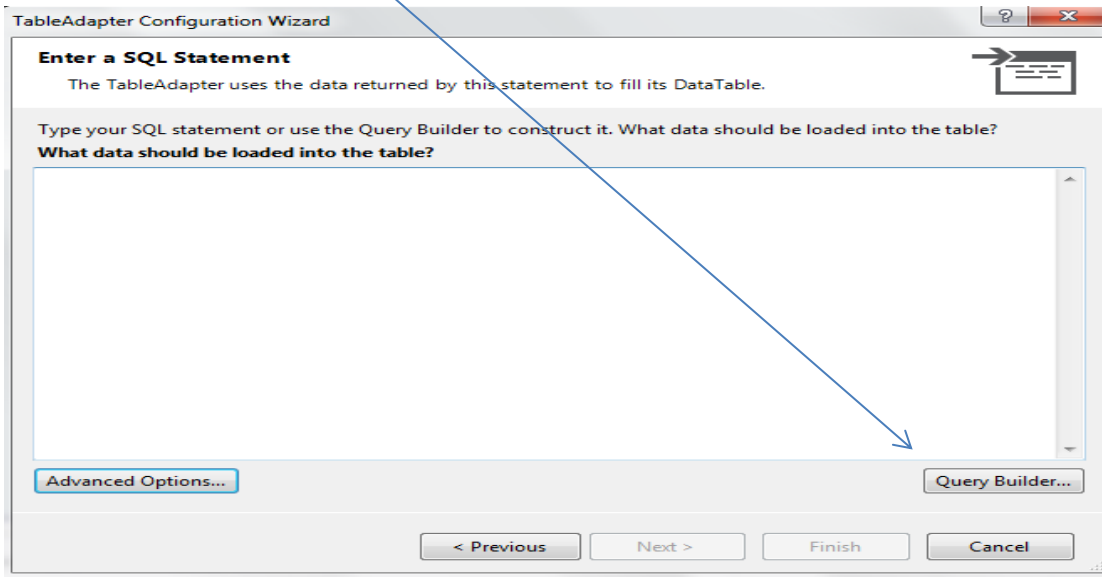 TableAdapter Configuration Wizard
?
x
Enter a SQL Statement
The TableAdapter uses the data returned by this statement to fill its DataTable.
Type your SQL statement or use the Query Builder to construct it. What data should be loaded into the table?
What data should be loaded into the table?
Advanced Options...
Query Builder...
< Previous
Next >
Finish
Cancel